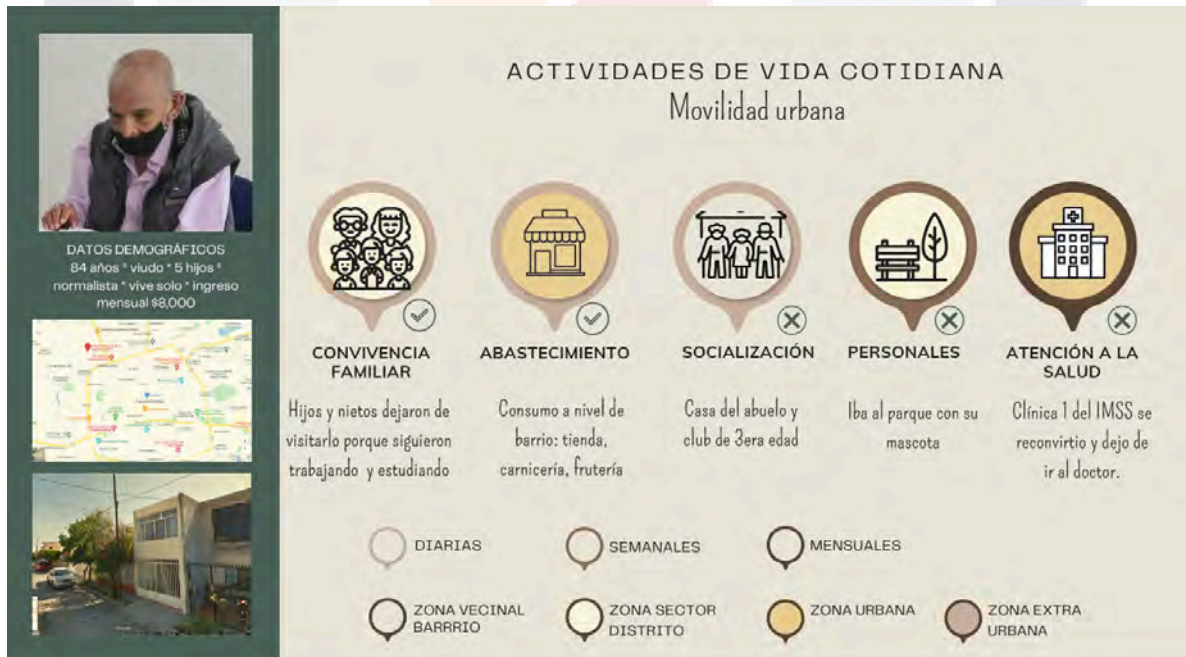 ACTIVIDADES DE VIDA COTIDIANA
Movilidad urbana
DATOS DEMOGRÁFICOS
84 años * viudo * 5 hijos *
normalista * vive solo * ingreso
mensual $8,000
CONVIVENCIA
FAMILIAR
Hijos y nietos dejaron de
visitarlo porque siguieron
trabajando y estudiando
ABASTECIMIENTO
Consumo a nivel de
barrio: tienda,
carnicería, frutería
SOCIALIZACIÓN
Casa del abuelo y
club de 3era edad
PERSONALES
Iba al parque con su
mascota
ATENCIÓN A LA
SALUD
Clínica 1 del IMSS se
reconvirtio y dejo de
ir al doctor.
DIARIAS
SEMANALES
MENSUALES
ZONA VECINAL
BARRRIO
ZONA SECTOR
DISTRITO
ZONA URBANA
ZONA EXTRA
URBANA